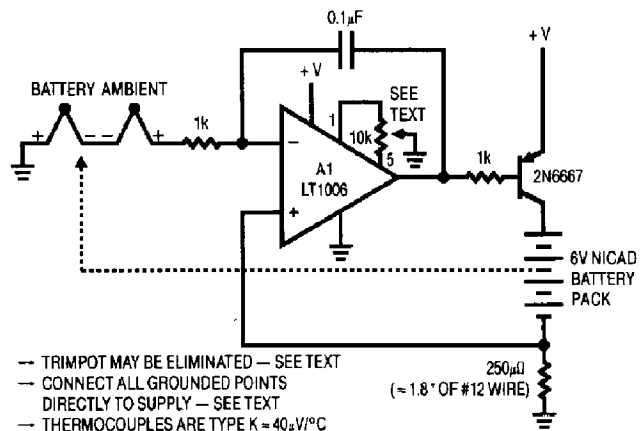 0.1µF
+V
+V
BATTERY AMBIENT
SEE
TEXT
+ – – +
1k
1
10k
5
–
A1
LT1006
+
1k
2N6667
6V NICAD
BATTERY
PACK
250µΩ
(≈1.8" OF #12 WIRE)
→ TRIMPOT MAY BE ELIMINATED — SEE TEXT
→ CONNECT ALL GROUNDED POINTS
DIRECTLY TO SUPPLY — SEE TEXT
→ THERMOCOUPLES ARE TYPE K ≈ 40µV/°C